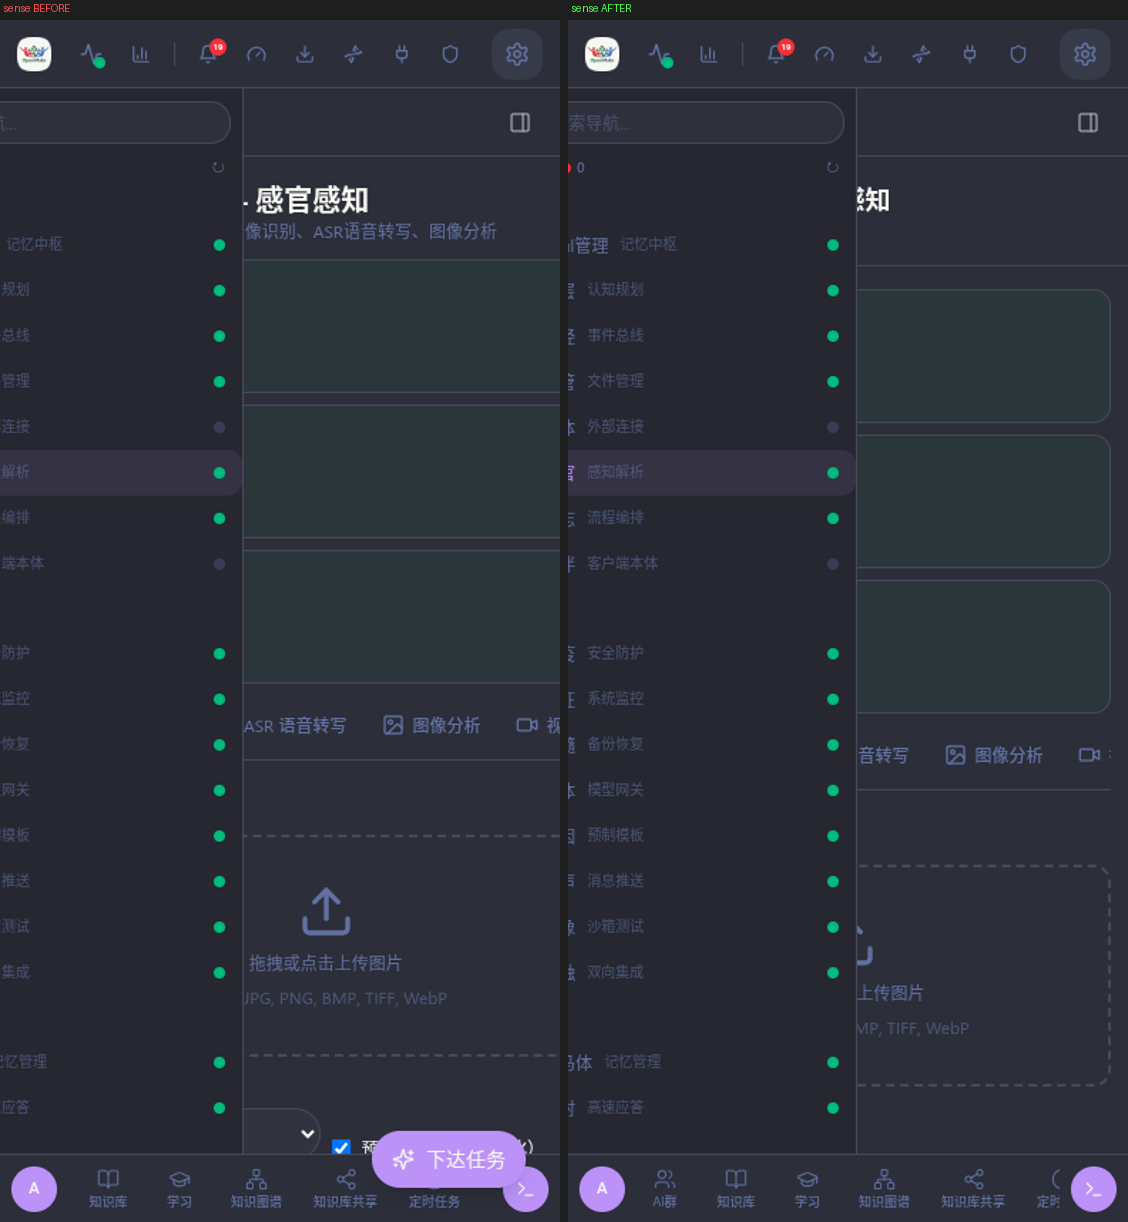 sense BEFORE
19
航...
- 感官感知
像识别、ASR语音转写、图像分析
记忆中枢
规划
总线
管理
连接
解析
编排
端本体
防护
监控
恢复
网关
模板
推送
测试
集成
记忆管理
应答
ASR 语音转写
图像分析
视
拖拽或点击上传图片
JPG, PNG, BMP, TIFF, WebP
预
下达任务
A
知识库
学习
知识图谱
知识库共享
定时任务
sense AFTER
19
索导航...
0
感知
管理 记忆中枢
认知规划
事件总线
文件管理
外部连接
感知解析
流程编排
客户端本体
安全防护
系统监控
备份恢复
模型网关
预制模板
消息推送
沙箱测试
双向集成
体 记忆管理
高速应答
音转写
图像分析
上传图片
MP, TIFF, WebP
A
AI群
知识库
学习
知识图谱
知识库共享
定时